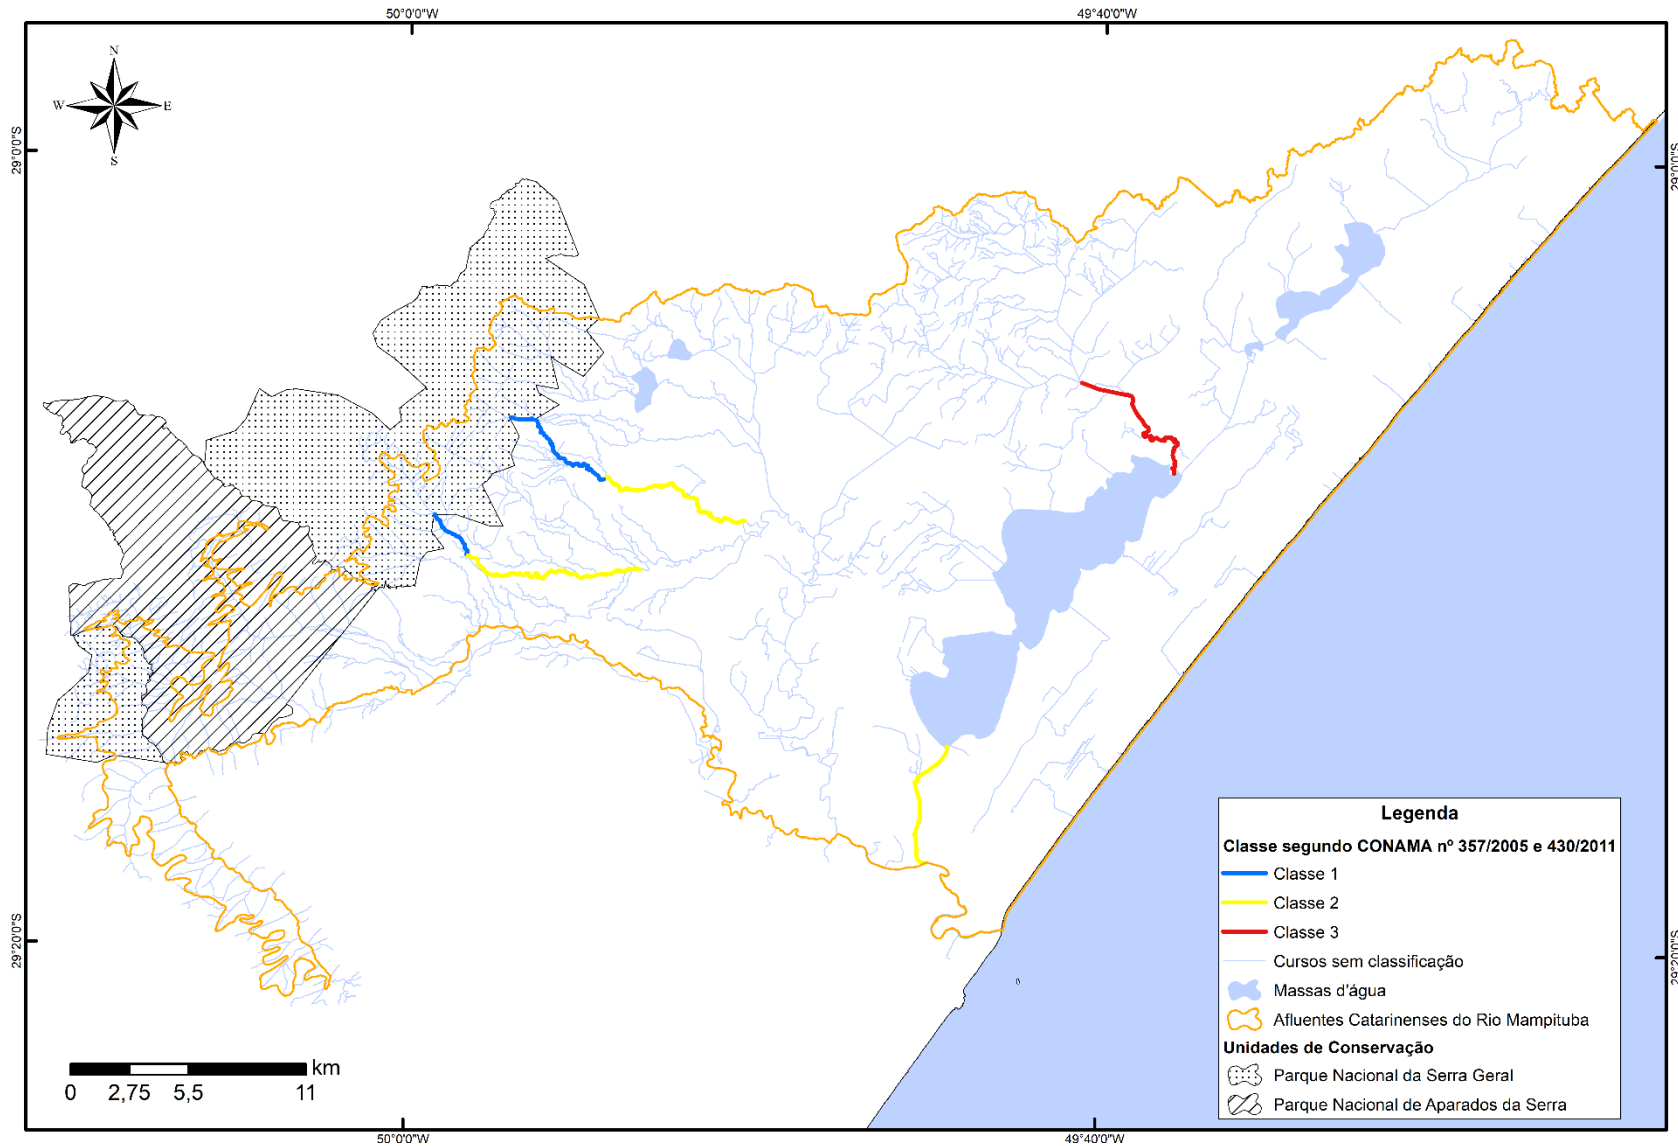 50°0'0"W
49°40'0"W
N
W
E
S
29°0'0"S
29°0'0"S
Legenda
Classe segundo CONAMA nº 357/2005 e 430/2011
Classe 1
Classe 2
Classe 3
Cursos sem classificação
Massas d'água
Afluentes Catarinenses do Rio Mampituba
Unidades de Conservação
Parque Nacional da Serra Geral
Parque Nacional de Aparados da Serra
29°20'0"S
29°20'0"S
km
0
2,75
5,5
11
50°0'0"W
49°40'0"W